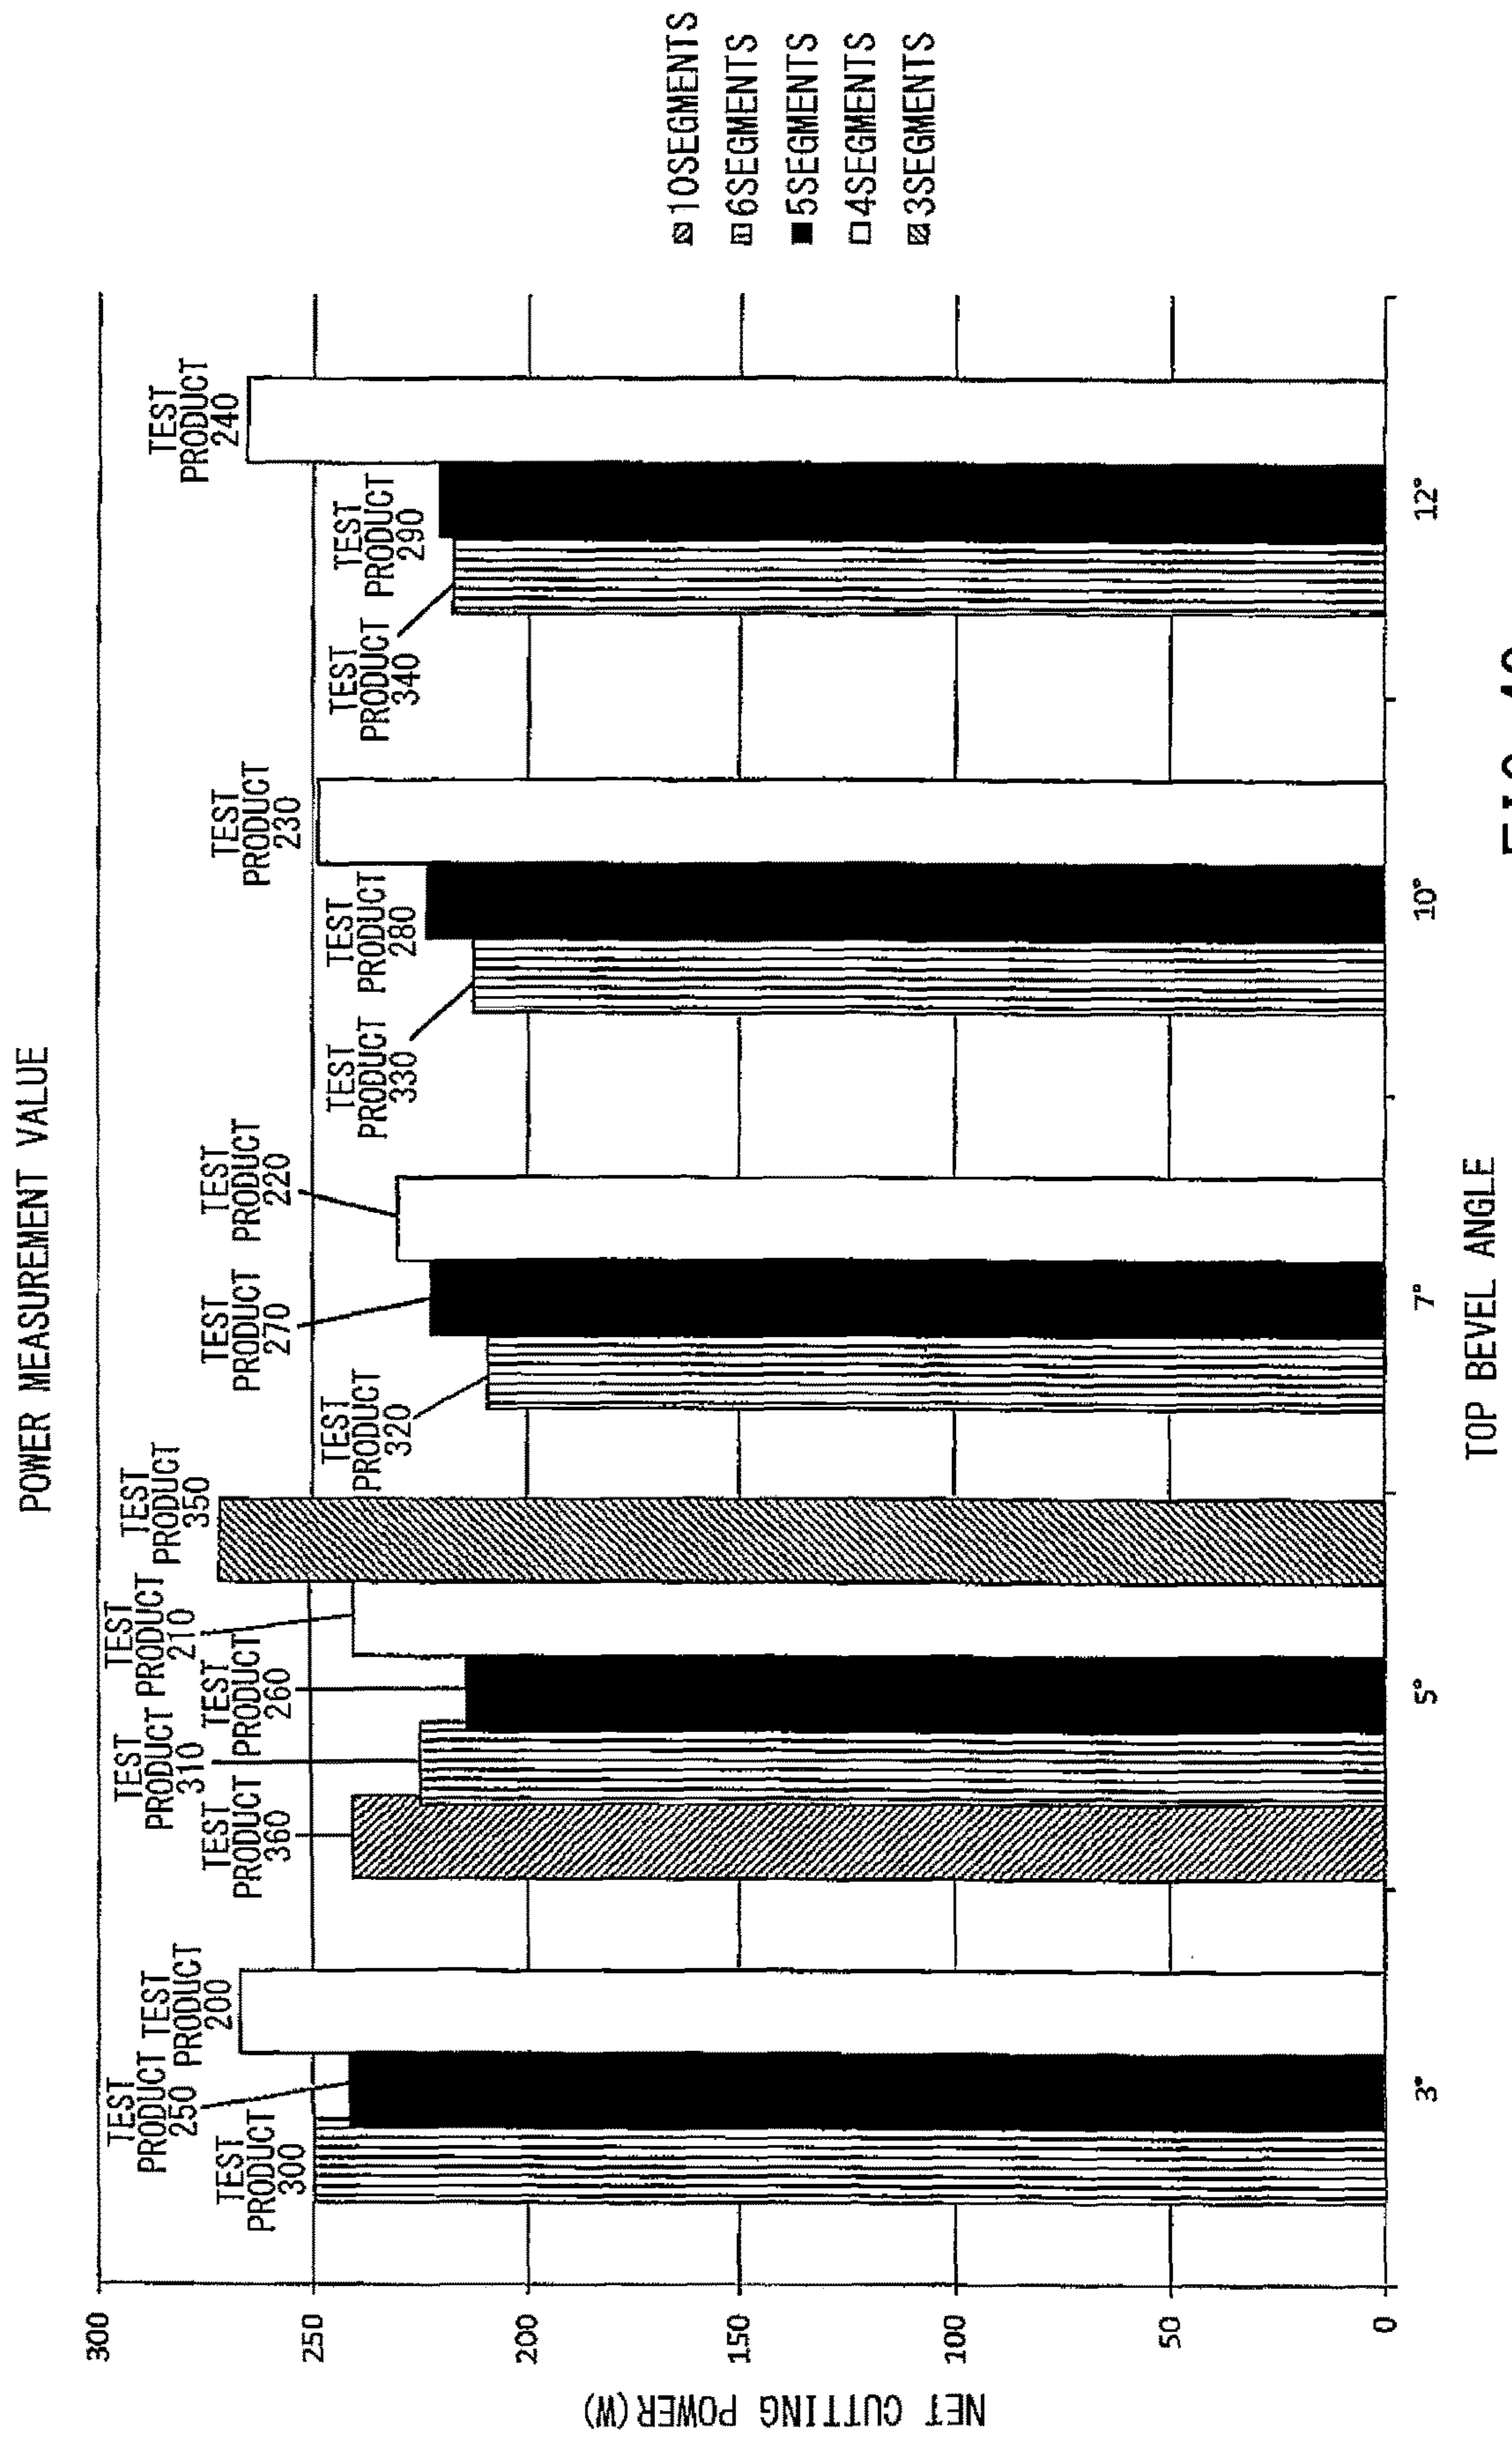 POWER MEASUREMENT VALUE
NET CUTTING POWER(W)
300
250
200
150
100
50
0
TEST
PRODUCT
300
TEST
PRODUCT
250
TEST
PRODUCT
200
TEST
PRODUCT
360
TEST
PRODUCT
310
TEST
PRODUCT
260
TEST
PRODUCT
210
TEST
PRODUCT
350
TEST
PRODUCT
320
TEST
PRODUCT
270
TEST
PRODUCT
220
TEST
PRODUCT
330
TEST
PRODUCT
280
TEST
PRODUCT
230
TEST
PRODUCT
340
TEST
PRODUCT
290
TEST
PRODUCT
240
3°
5°
7°
10°
12°
TOP BEVEL ANGLE
10SEGMENTS
6SEGMENTS
5SEGMENTS
4SEGMENTS
3SEGMENTS